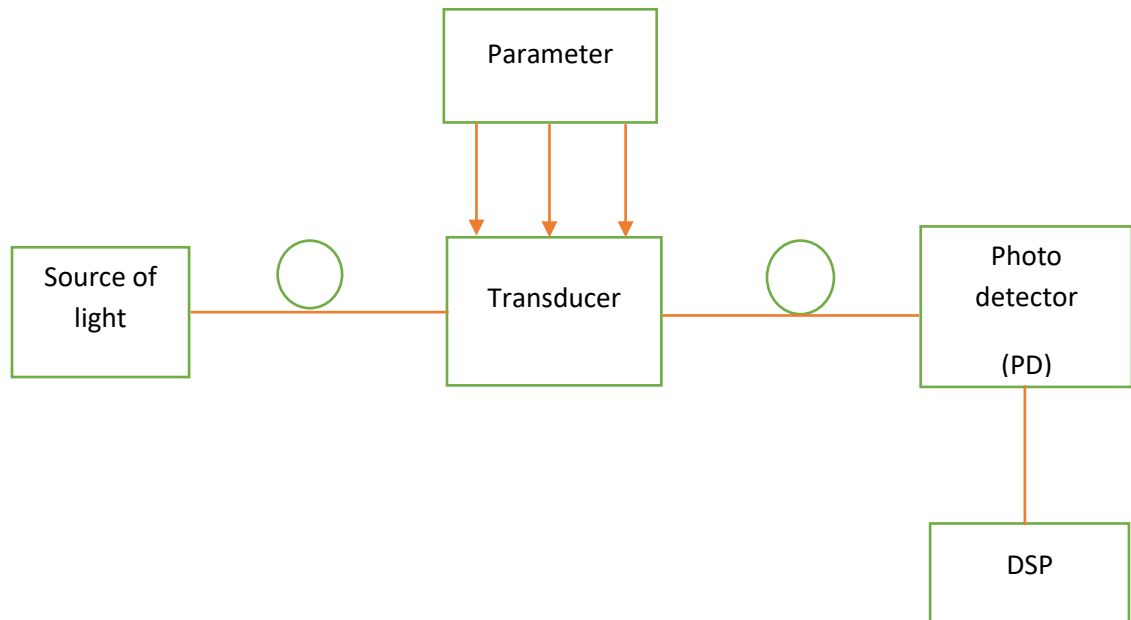 Parameter
Source of
light
Transducer
Photo
detector
(PD)
DSP